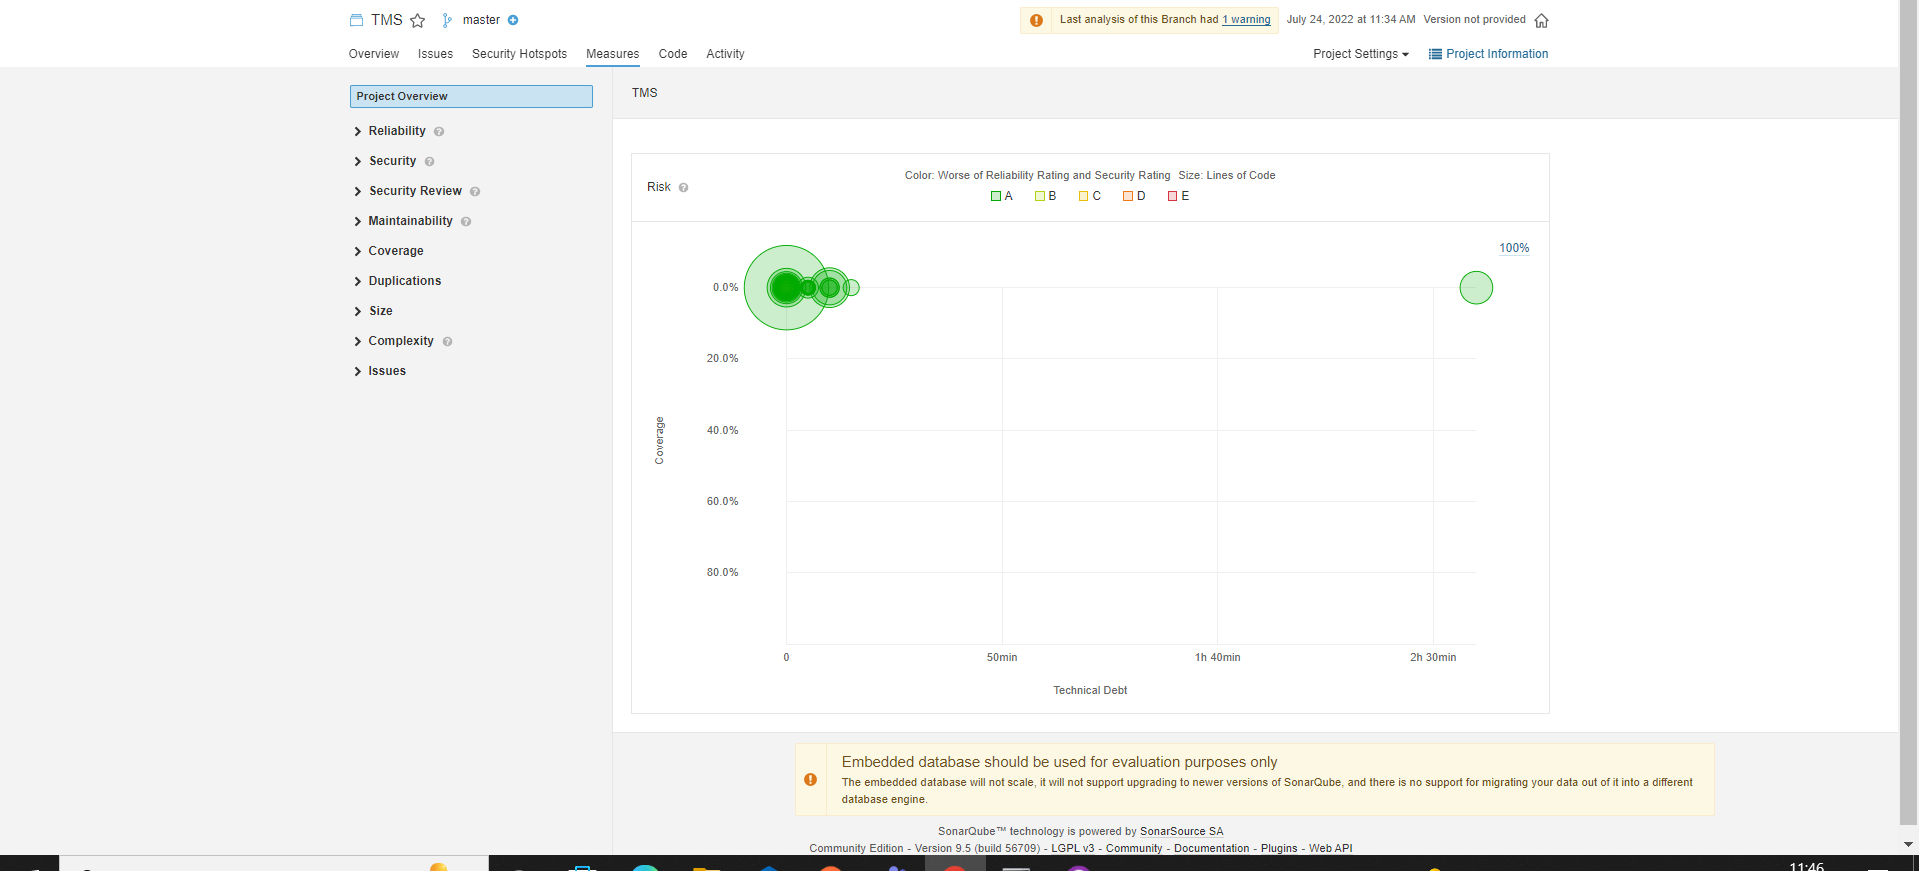 TMS master
Last analysis of this Branch had 1 warning July 24, 2022 at 11:34 AM Version not provided
Overview Issues Security Hotspots Measures Code Activity
Project Settings Project Information
Project Overview
Reliability
Security
Security Review
Maintainability
Coverage
Duplications
Size
Complexity
Issues
TMS
Risk
Color: Worse of Reliability Rating and Security Rating Size: Lines of Code
A B C D E
100%
0.0%
20.0%
40.0%
60.0%
80.0%
Coverage
0 50min 1h 40min 2h 30min
Technical Debt
Embedded database should be used for evaluation purposes only
The embedded database will not scale, it will not support upgrading to newer versions of SonarQube, and there is no support for migrating your data out of it into a different
database engine.
SonarQube™ technology is powered by SonarSource SA
Community Edition - Version 9.5 (build 56709) - LGPL v3 - Community - Documentation - Plugins - Web API
11:46